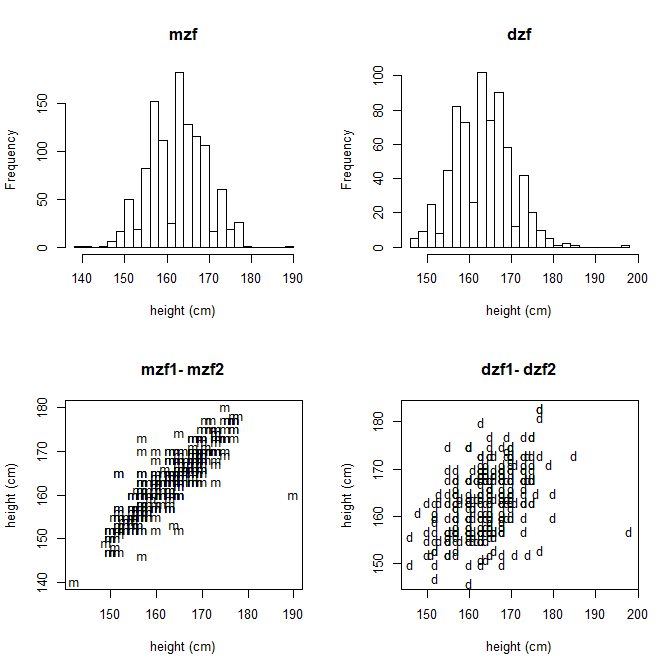 mzf
Frequency
0 50 100 150
140 150 160 170 180 190
height (cm)
dzf
Frequency
0 20 40 60 80 100
150 160 170 180 190 200
height (cm)
mzf1- mzf2
height (cm)
140 150 160 170 180
150 160 170 180 190
height (cm)
dzf1- dzf2
height (cm)
150 160 170 180
150 160 170 180 190 200
height (cm)